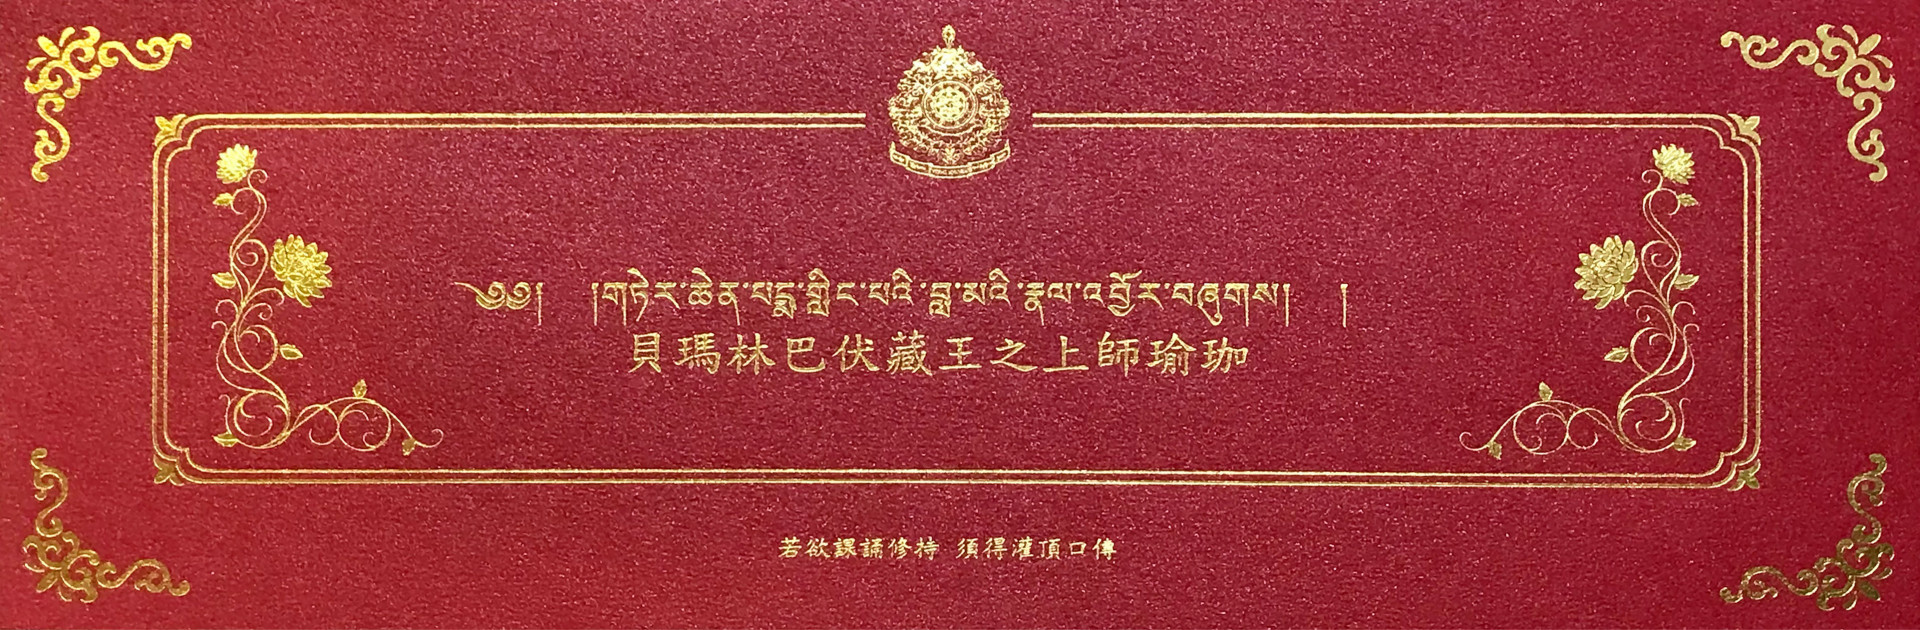 ༄༅། །གཏེར་ཆེན་པདྨ་གླིང་པའི་བླ་མའི་རྣལ་འབྱོར་བཞུགས། །
貝瑪林巴伏藏王之上師瑜珈
若欲課誦修持 須得灌頂口傳